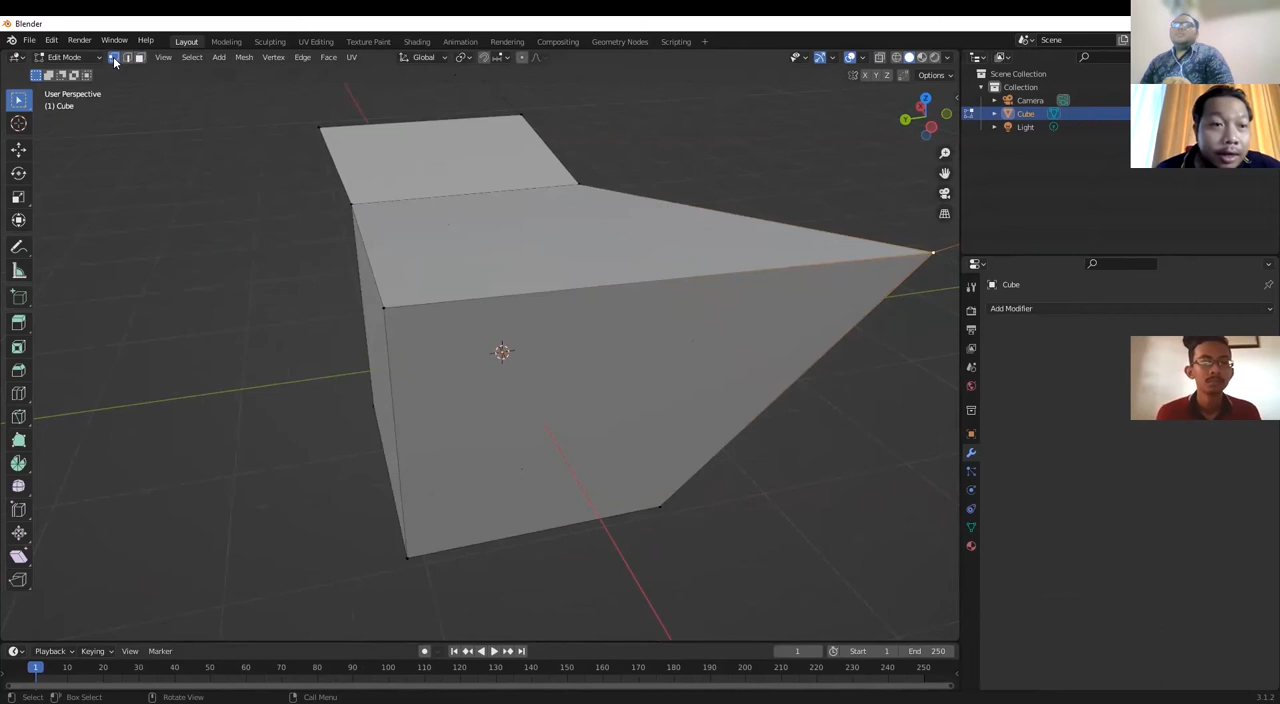 Blender
File Edit Render Window Help Layout Modeling Sculpting UV Editing Texture Paint Shading Animation Rendering Compositing Geometry Nodes Scripting + Scene
Edit Mode View Select Add Mesh Vertex Edge Face UV Global
X Y Z Options
User Perspective
(1) Cube
Z
Y
Scene Collection
Collection
Camera
Cube
Light
Cube
Add Modifier
Playback Keying View Marker 1 Start 1 End 250
1 10 20 30 40 50 60 70 80 90 100 110 120 130 140 150 160 170 180 190 200 210 220 230 240 250
Select Box Select Rotate View Call Menu 3.1.2